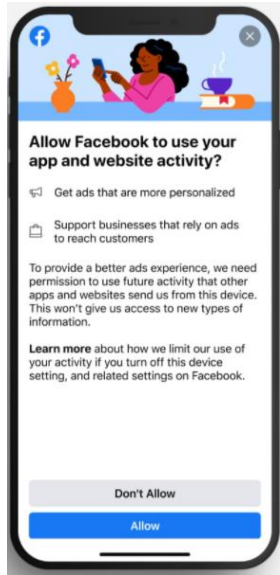 Allow Facebook to use your
app and website activity?
Get ads that are more personalized
Support businesses that rely on ads
to reach customers
To provide a better ads experience, we need
permission to use future activity that other
apps and websites send us from this device.
This won't give us access to new types of
information.
Learn more about how we limit our use of
your activity if you turn off this device
setting, and related settings on Facebook.
Don't Allow
Allow